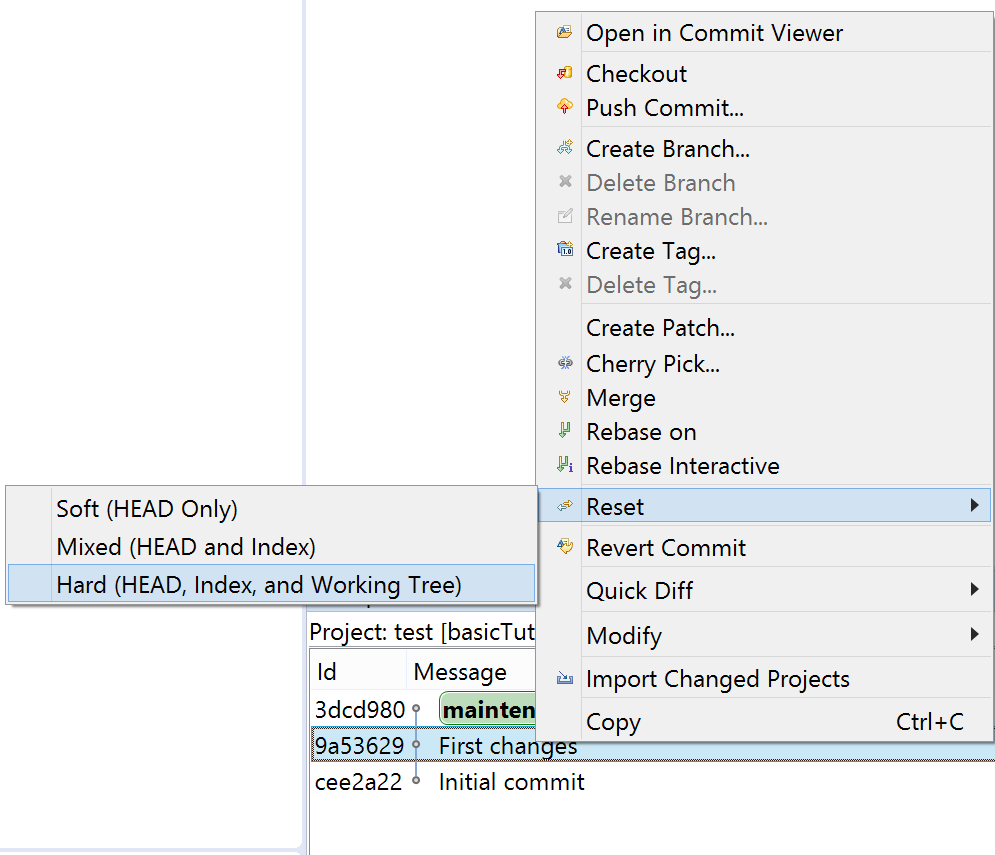 Open in Commit Viewer
Checkout
Push Commit...
Create Branch...
Delete Branch
Rename Branch...
Create Tag...
Delete Tag...
Create Patch...
Cherry Pick...
Merge
Rebase on
Rebase Interactive
Reset
Revert Commit
Quick Diff
Modify
Import Changed Projects
Copy Ctrl+C
Soft (HEAD Only)
Mixed (HEAD and Index)
Hard (HEAD, Index, and Working Tree)
Project: test [basicTut
Id Message
3dcd980 mainten
9a53629 First changes
cee2a22 Initial commit